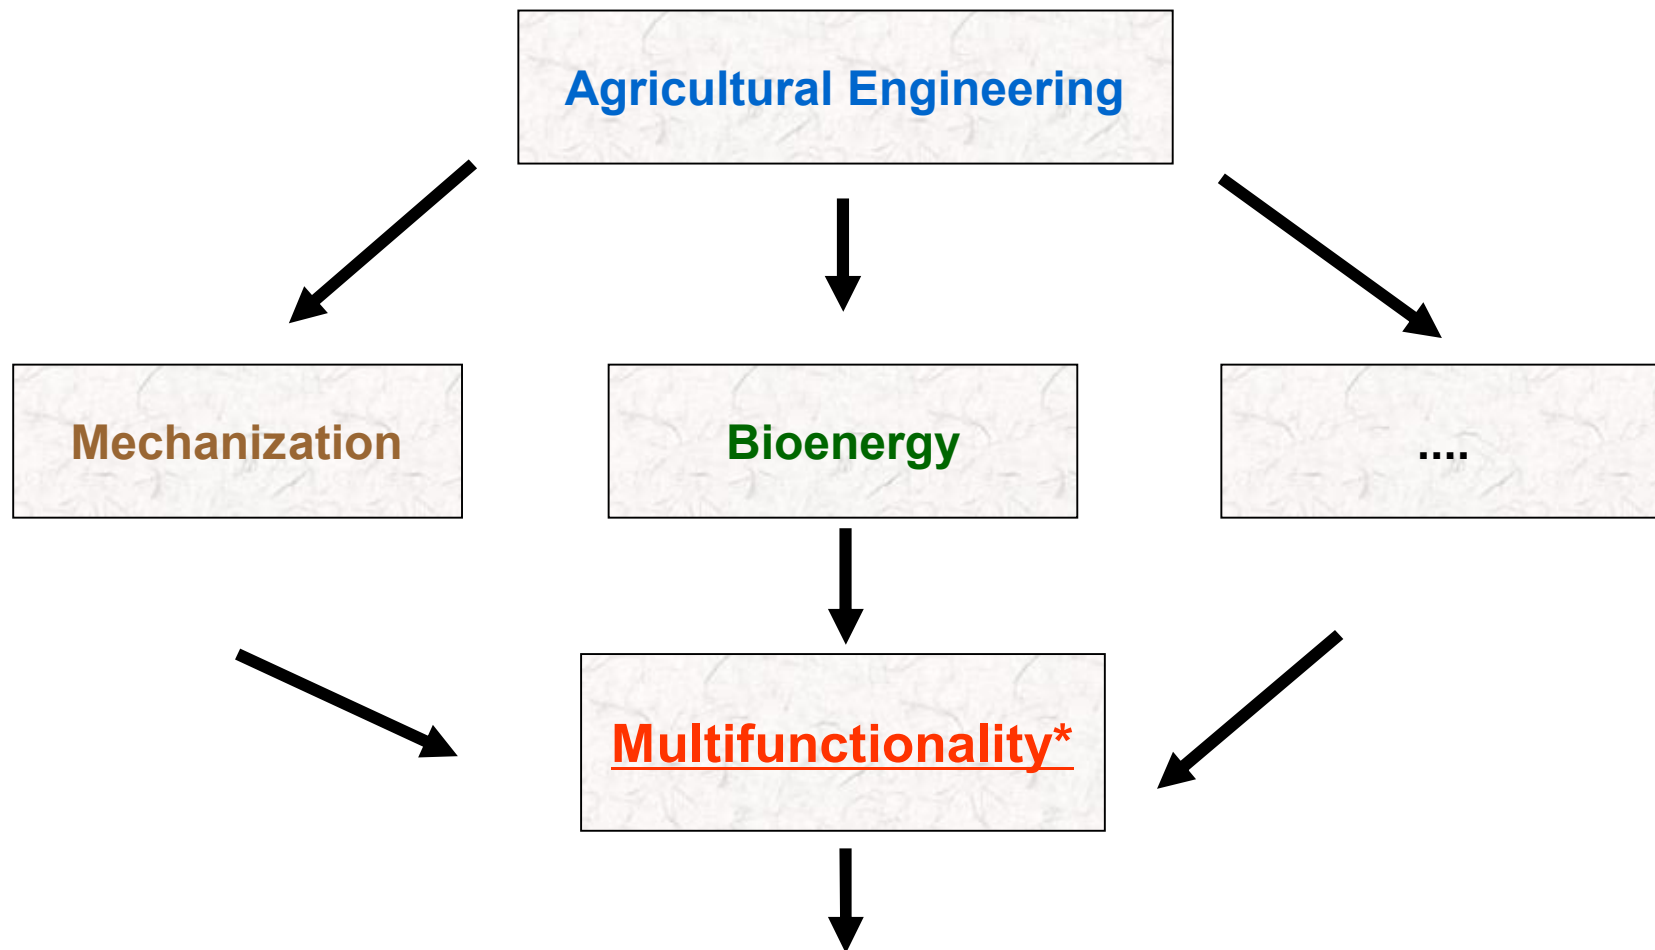 Agricultural Engineering
Mechanization
Bioenergy
....
Multifunctionality*